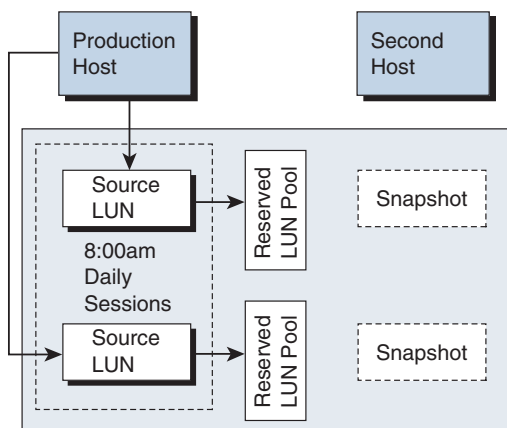 Production
Host
Second
Host
Source
LUN
Reserved
LUN Pool
Snapshot
8:00am
Daily
Sessions
Source
LUN
Reserved
LUN Pool
Snapshot